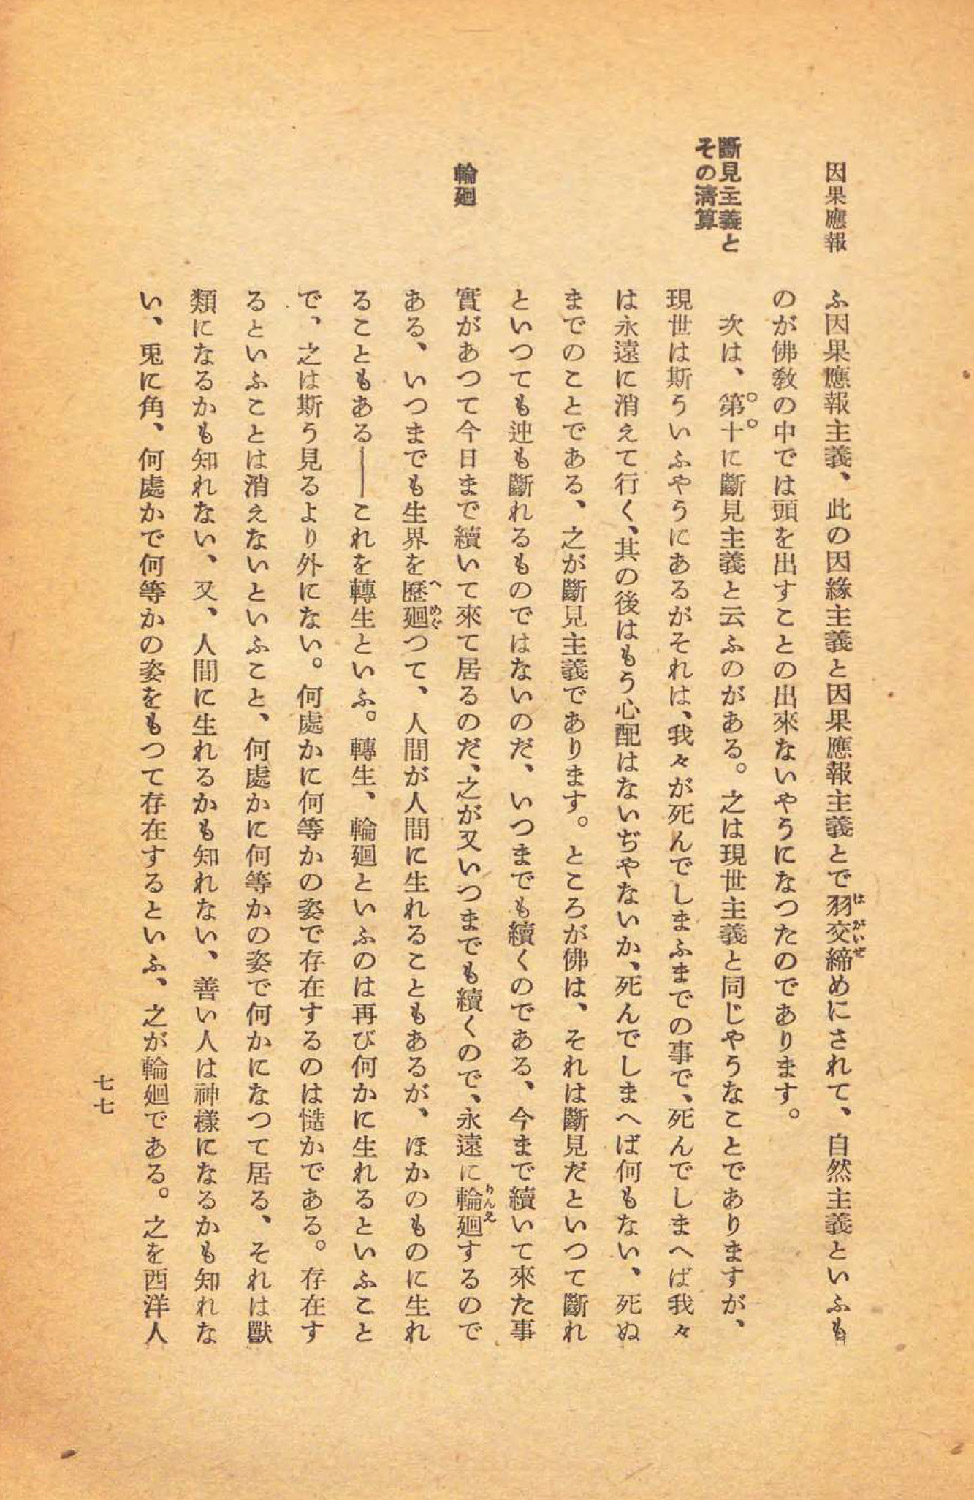 因果應報
ふ因果應報主義、此の因緣主義と因果應報主義とで羽交締めにされて、自然主義といふも
はがいぜ
のが佛敎の中では頭を出すことの出來ないやうになつたのであります。
斷見主義と
その淸算
次は、第十に斷見主義と云ふのがある。之は現世主義と同じやうなことでありますが、
現世は斯ういふやうにあるがそれは、我々が死んでしまふまでの事で、死んでしまへば我々
は永遠に消えて行く、其の後はもう心配はないぢやないか、死んでしまへば何もない、死ぬ
までのことである、之が斷見主義であります。ところが佛は、それは斷見だといつて斷れ
といつても迚も斷れるものではないのだ、いつまでも續くのである、今まで續いて來た事
輪廻
實があつて今日まで續いて來て居るのだ、之が又いつまでも續くので、永遠に輪廻するので
りんえ
ある、いつまでも生界を歷廻つて、人間が人間に生れることもあるが、ほかのものに生れ
へめぐ
ることもある――これを轉生といふ。轉生、輪廻といふのは再び何かに生れるといふこと
で、之は斯う見るより外にない。何處かに何等かの姿で存在するのは慥かである。存在す
るといふことは消えないといふこと、何處かに何等かの姿で何かになつて居る、それは獸
類になるかも知れない、又、人間に生れるかも知れない、善い人は神樣になるかも知れな
い、兎に角、何處かで何等かの姿をもつて存在するといふ、之が輪廻である。之を西洋人
七七